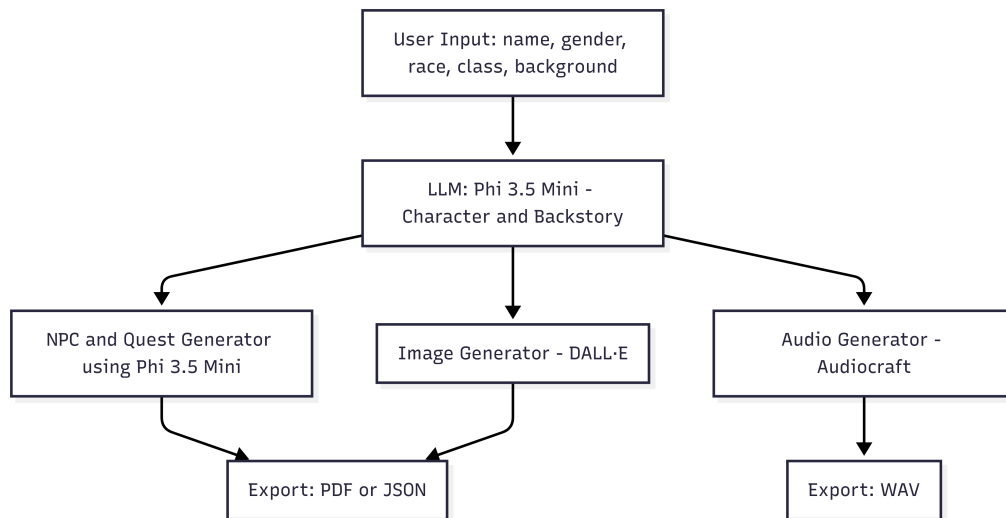 User Input: name, gender,
race, class, background
LLM: Phi 3.5 Mini -
Character and Backstory
NPC and Quest Generator
using Phi 3.5 Mini
Image Generator - DALL·E
Audio Generator -
Audiocraft
Export: PDF or JSON
Export: WAV